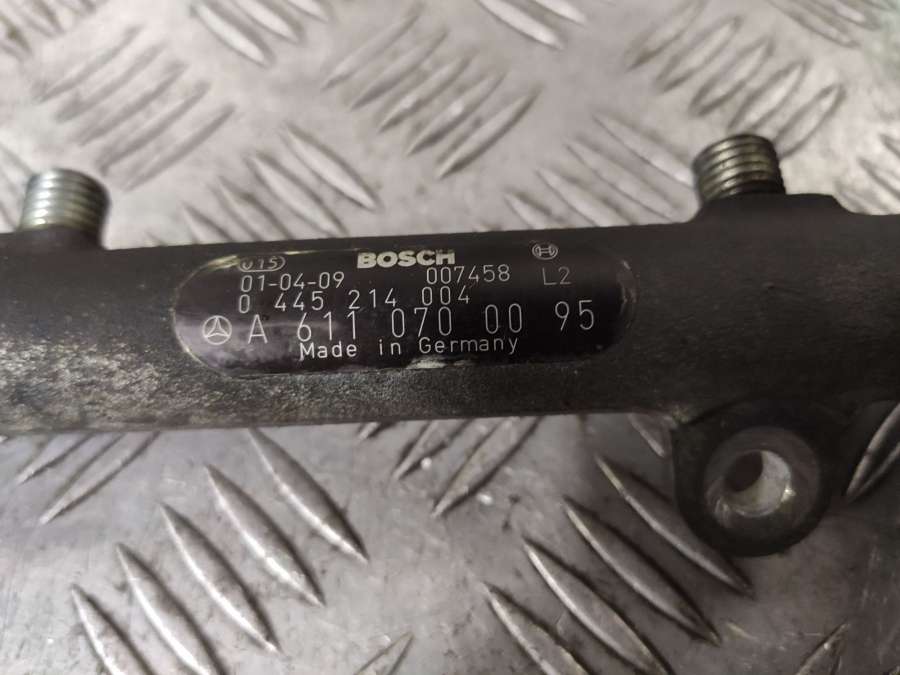 015 BOSCH
01-04-09 007458 L2
0 445 214 004
A 611 070 00 95
Made in Germany